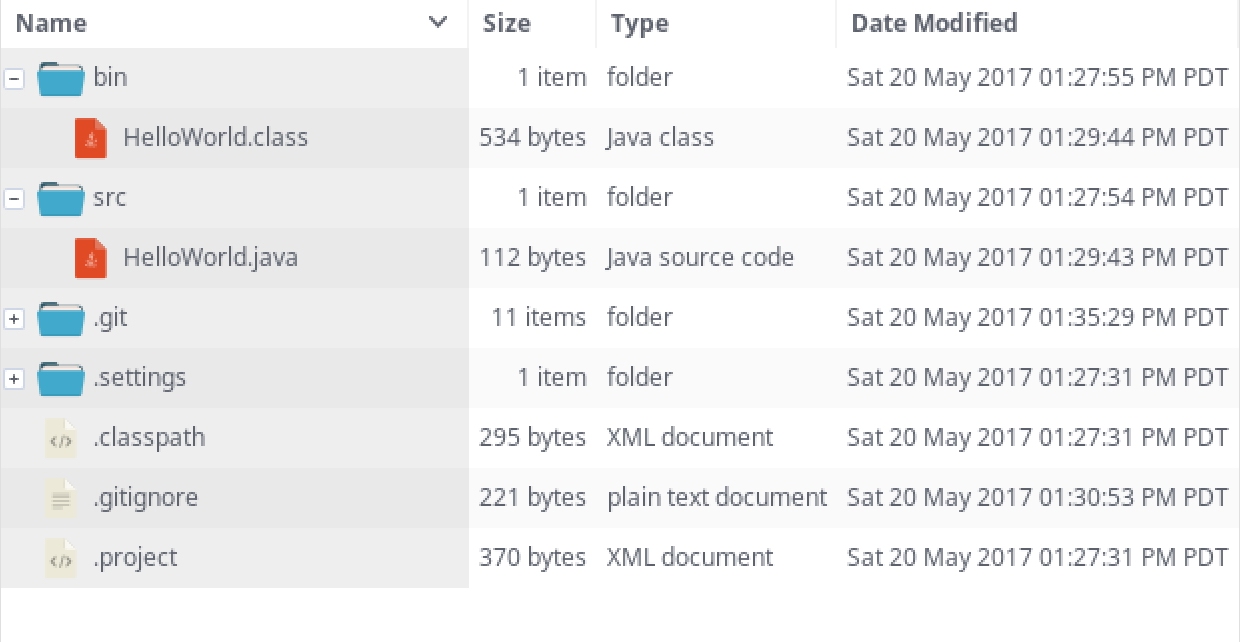 Name Size Type Date Modified
bin 1 item folder Sat 20 May 2017 01:27:55 PM PDT
HelloWorld.class 534 bytes Java class Sat 20 May 2017 01:29:44 PM PDT
src 1 item folder Sat 20 May 2017 01:27:54 PM PDT
HelloWorld.java 112 bytes Java source code Sat 20 May 2017 01:29:43 PM PDT
.git 11 items folder Sat 20 May 2017 01:35:29 PM PDT
.settings 1 item folder Sat 20 May 2017 01:27:31 PM PDT
.classpath 295 bytes XML document Sat 20 May 2017 01:27:31 PM PDT
.gitignore 221 bytes plain text document Sat 20 May 2017 01:30:53 PM PDT
.project 370 bytes XML document Sat 20 May 2017 01:27:31 PM PDT